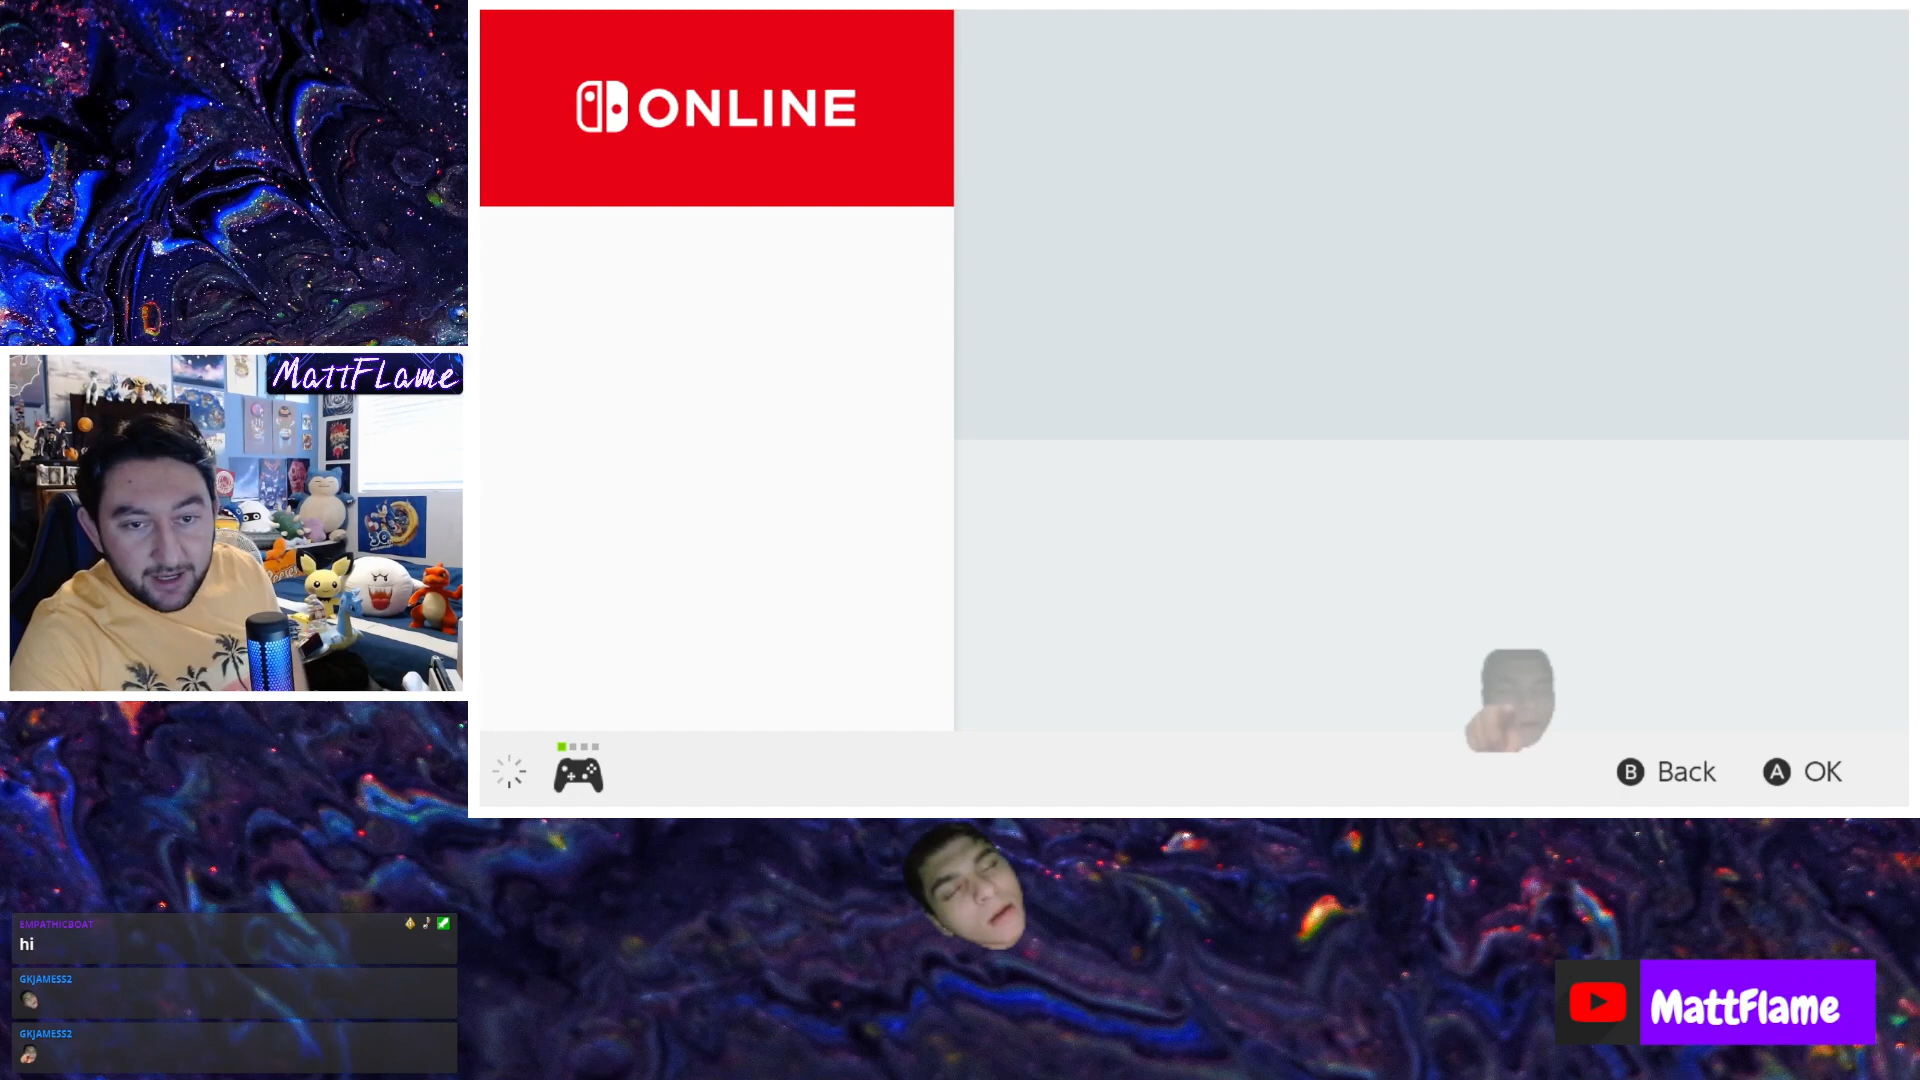 ONLINE
MattFLame
B Back A OK
EMPATHICBOAT
hi
GKJAMESS2
GKJAMESS2
MattFlame